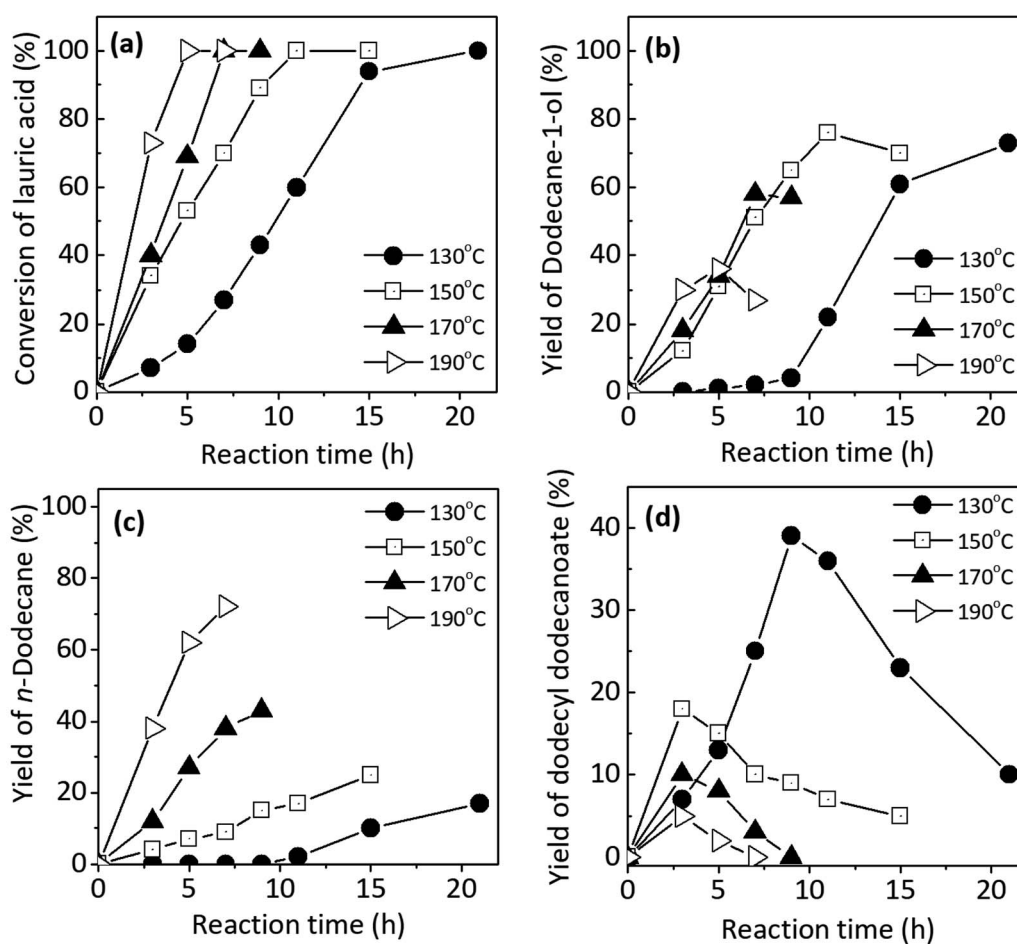 (a)
Conversion of lauric acid (%)
100
80
60
40
20
0
130°C
150°C
170°C
190°C
0 5 10 15 20
Reaction time (h)
(b)
Yield of Dodecane-1-ol (%)
100
80
60
40
20
0
130°C
150°C
170°C
190°C
0 5 10 15 20
Reaction time (h)
(c)
Yield of n-Dodecane (%)
100
80
60
40
20
0
130°C
150°C
170°C
190°C
0 5 10 15 20
Reaction time (h)
(d)
Yield of dodecyl dodecanoate (%)
40
30
20
10
0
130°C
150°C
170°C
190°C
0 5 10 15 20
Reaction time (h)